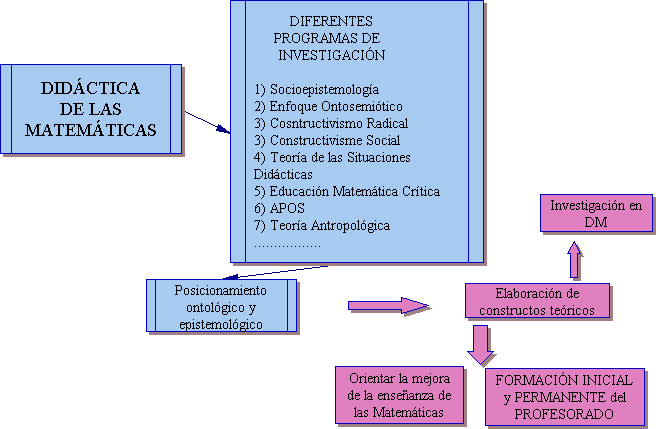 DIDÁCTICA
DE LAS
MATEMÁTICAS
DIFERENTES
PROGRAMAS DE
INVESTIGACIÓN
1) Socioepistemología
2) Enfoque Ontosemiótico
3) Cosntructivismo Radical
3) Constructivisme Social
4) Teoría de las Situaciones
Didácticas
5) Educación Matemática Crítica
6) APOS
7) Teoría Antropológica
.................
Posicionamiento
ontológico y
epistemológico
Investigación en
DM
Elaboración de
constructos teóricos
Orientar la mejora
de la enseñanza de
las Matemáticas
FORMACIÓN INICIAL
y PERMANENTE del
PROFESORADO